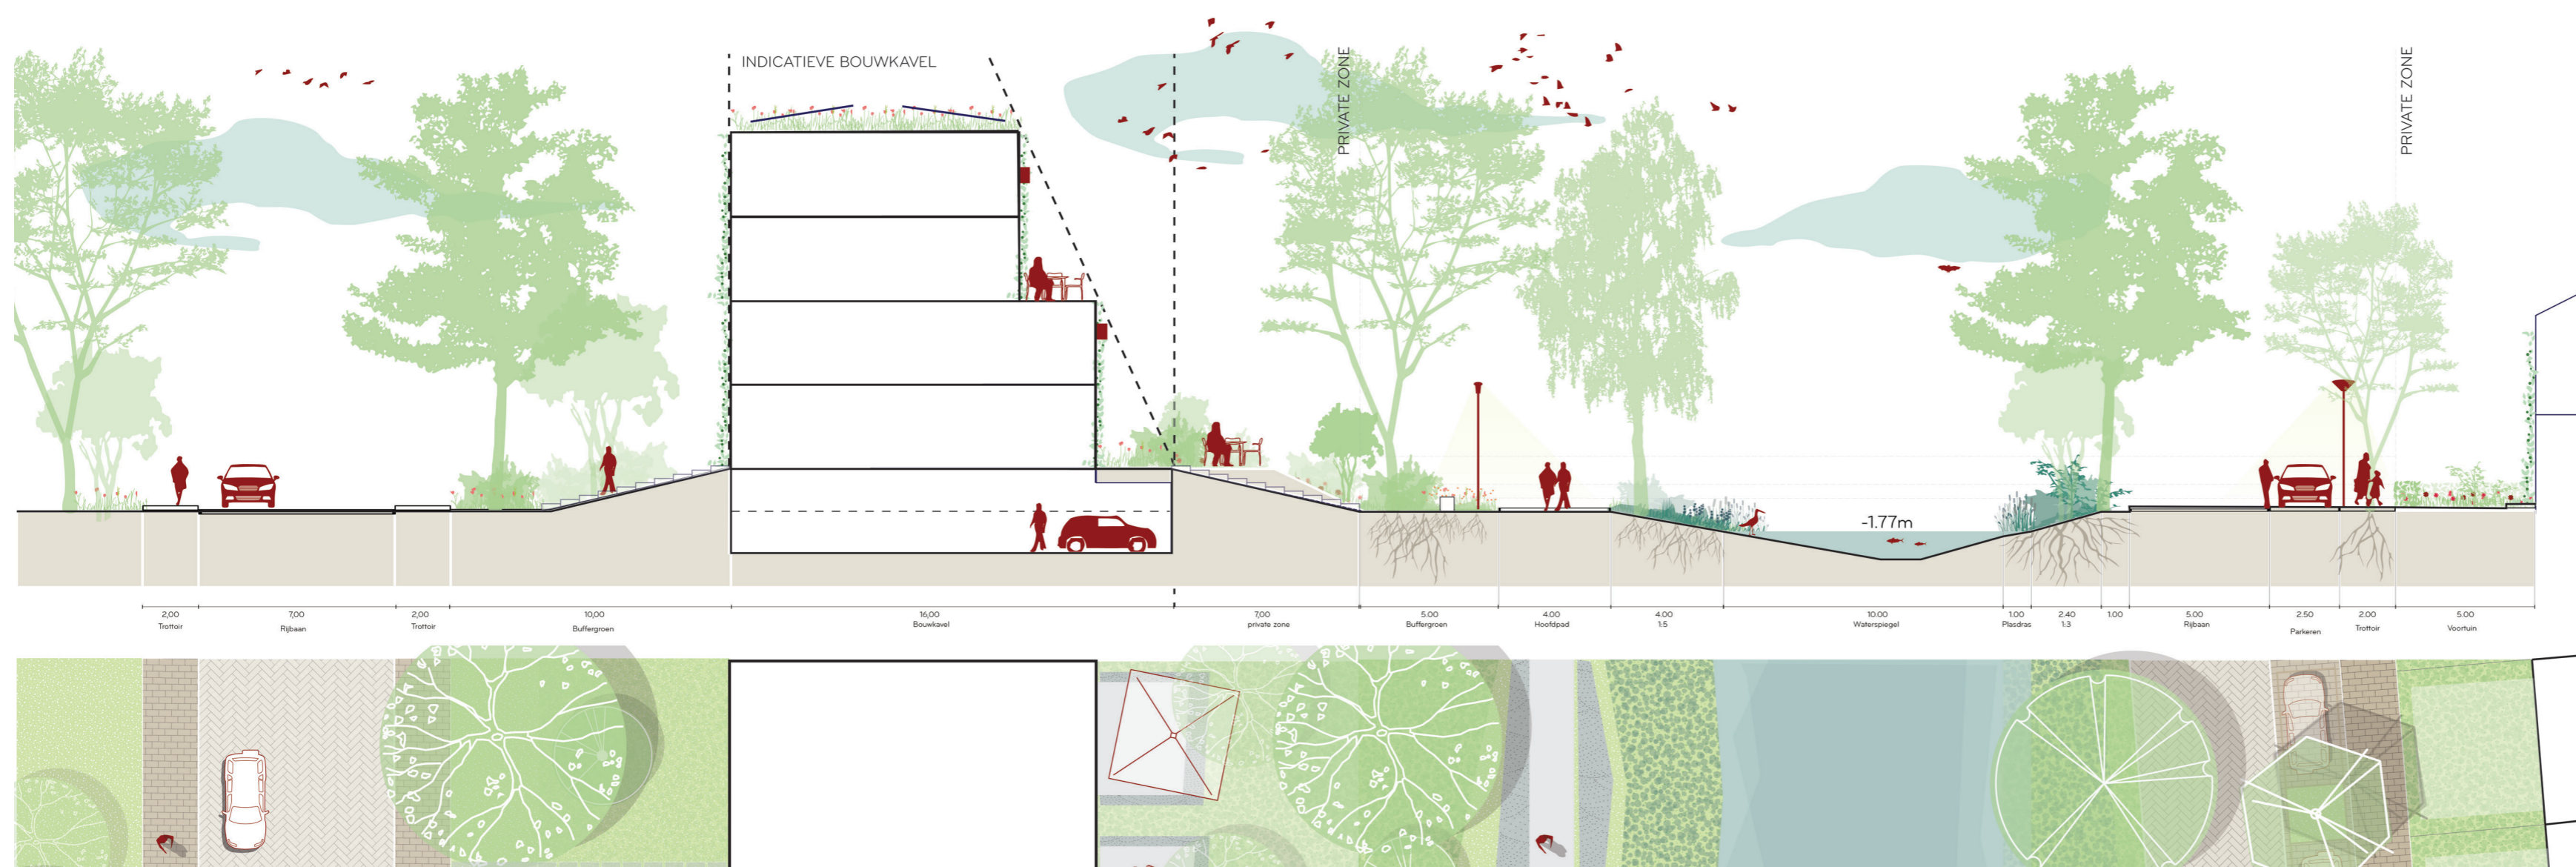 INDICATIEVE BOUWKAVEL
PRIVATE ZONE
PRIVATE ZONE
-1.77m
2,00
Trottoir
7,00
Rijbaan
2,00
Trottoir
10,00
Buffergroen
16,00
Bouwkavel
7,00
private zone
5.00
Buffergroen
4.00
Hoofdpad
4.00
1:5
10.00
Waterspiegel
1.00
Plasdras
2.40
1:3
1.00
5.00
Rijbaan
2.50
Parkeren
2.00
Trottoir
5.00
Voortuin